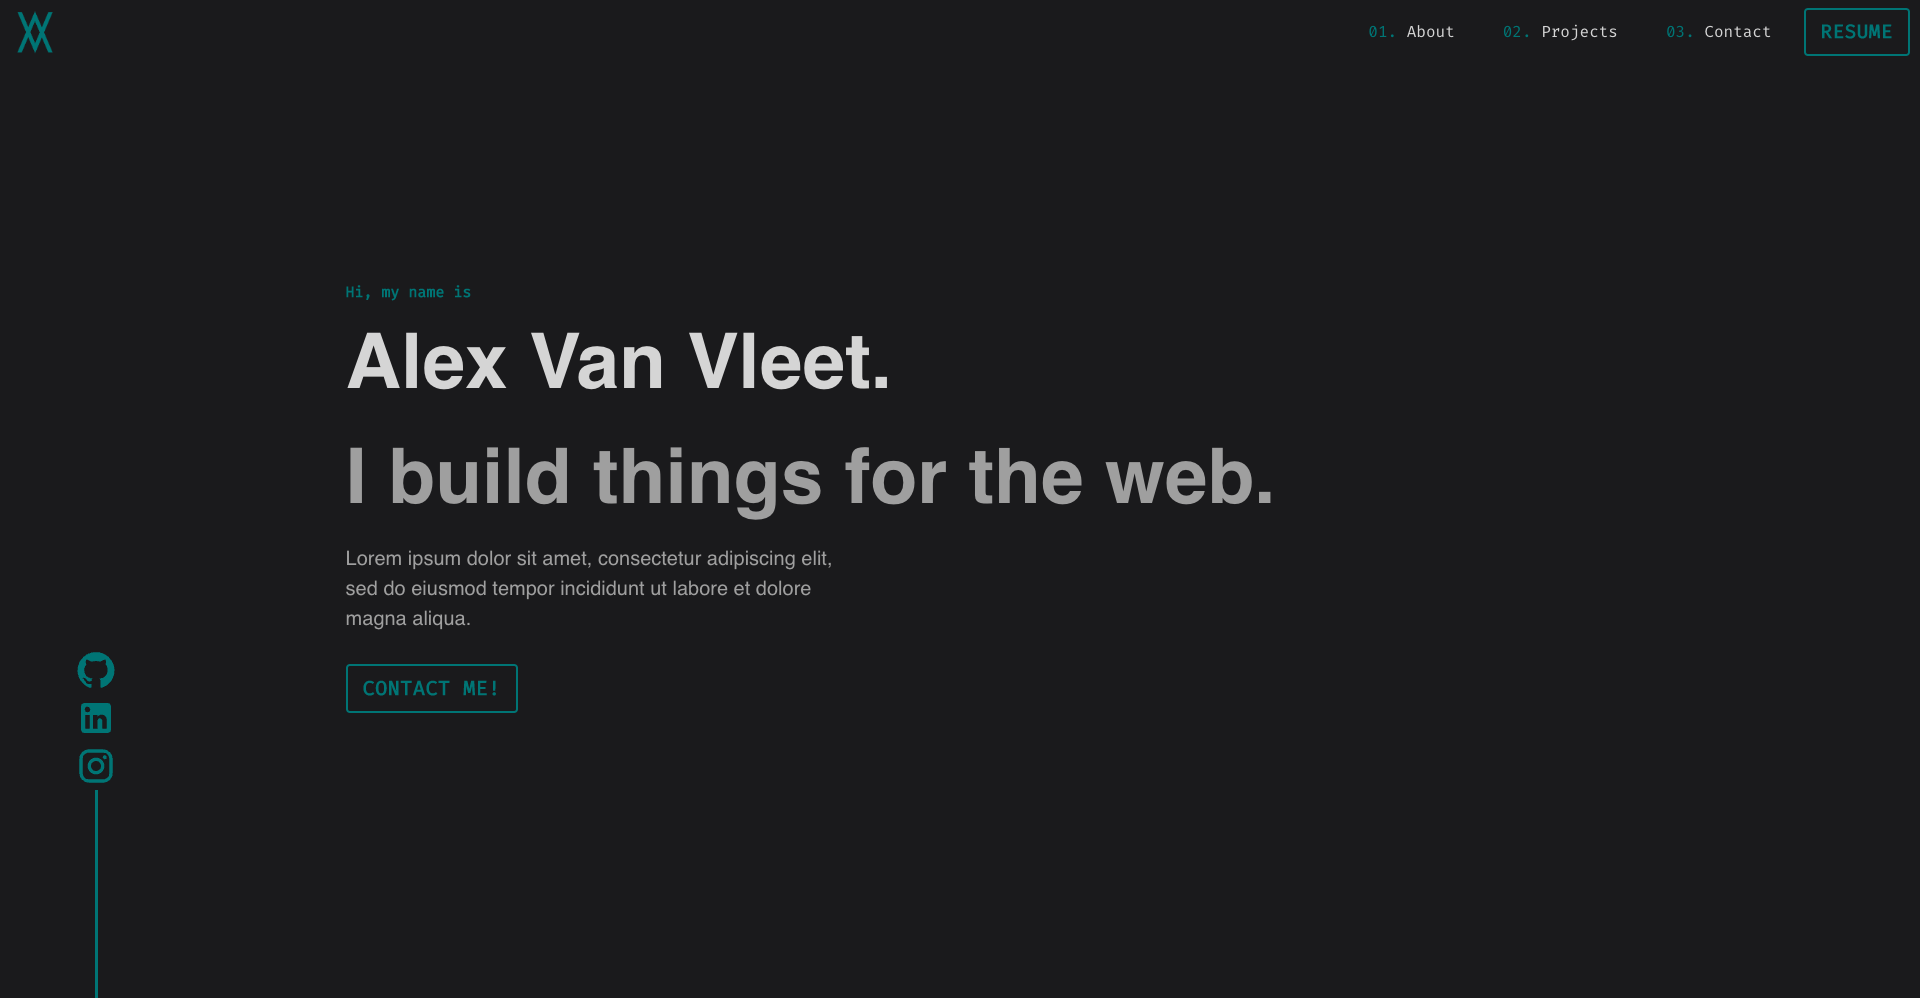 01. About
02. Projects
03. Contact
RESUME
Hi, my name is
Alex Van Vleet.
I build things for the web.
Lorem ipsum dolor sit amet, consectetur adipiscing elit,
sed do eiusmod tempor incididunt ut labore et dolore
magna aliqua.
CONTACT ME!
in